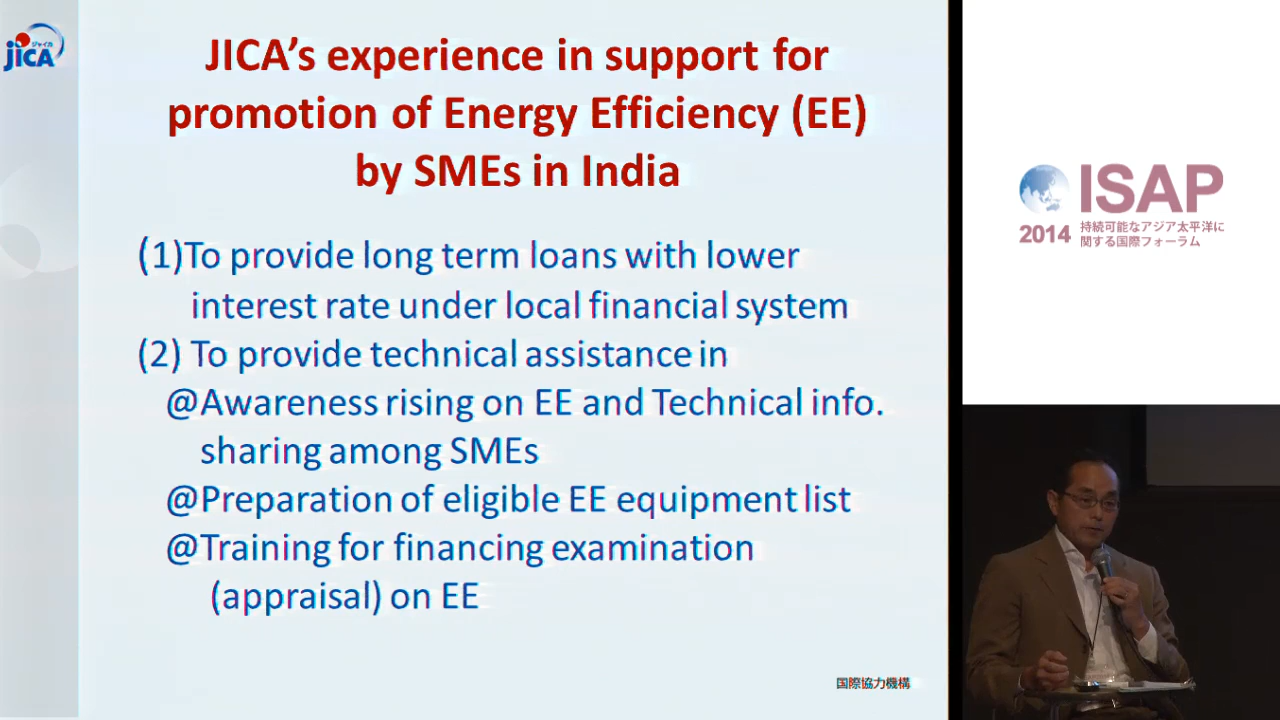 ジャイカ
JICA
JICA's experience in support for
promotion of Energy Efficiency (EE)
by SMEs in India
(1)To provide long term loans with lower
interest rate under local financial system
(2) To provide technical assistance in
@Awareness rising on EE and Technical info.
sharing among SMEs
@Preparation of eligible EE equipment list
@Training for financing examination
(appraisal) on EE
国際協力機構
ISAP
2014
持続可能なアジア太平洋に
関する国際フォーラム